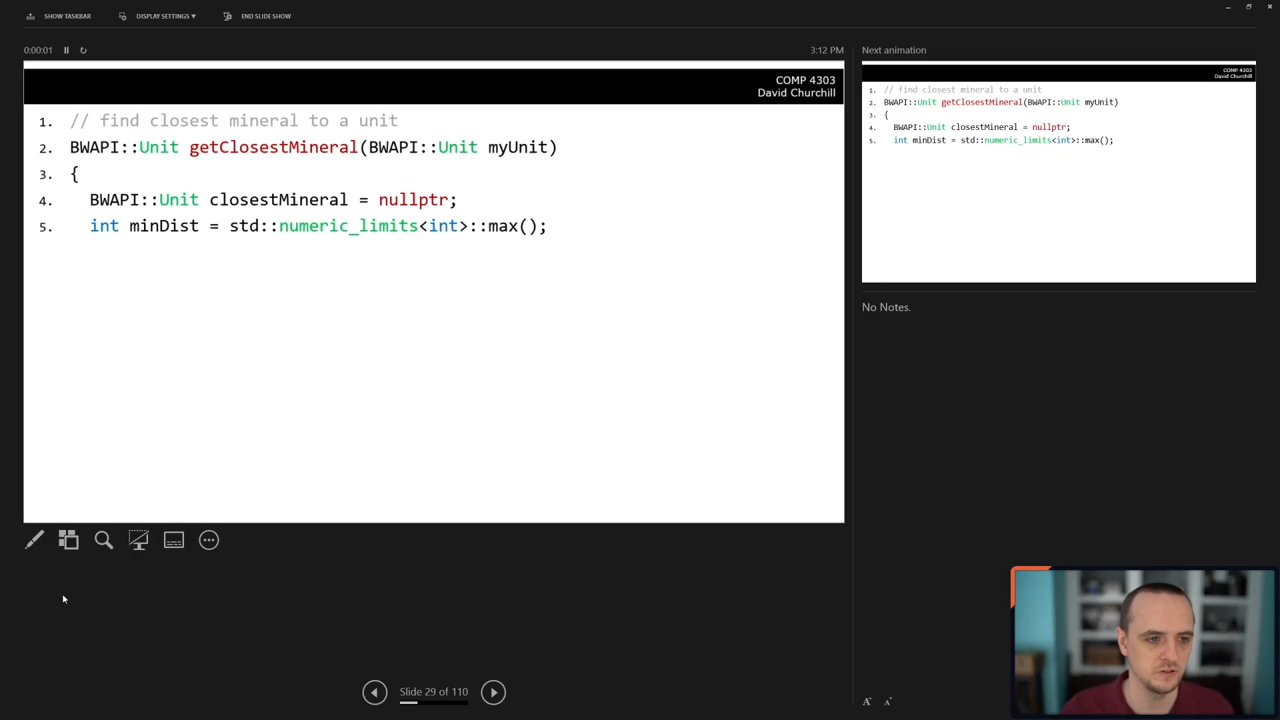 SHOW TASKBAR
DISPLAY SETTINGS ▾
END SLIDE SHOW
0:00:01
3:12 PM
COMP 4303
David Churchill
1. // find closest mineral to a unit
2. BWAPI::Unit getClosestMineral(BWAPI::Unit myUnit)
3. {
4. BWAPI::Unit closestMineral = nullptr;
5. int minDist = std::numeric_limits<int>::max();
Slide 29 of 110
Next animation
COMP 4303
David Churchill
1. // find closest mineral to a unit
2. BWAPI::Unit getClosestMineral(BWAPI::Unit myUnit)
3. {
4. BWAPI::Unit closestMineral = nullptr;
5. int minDist = std::numeric_limits<int>::max();
No Notes.
A A